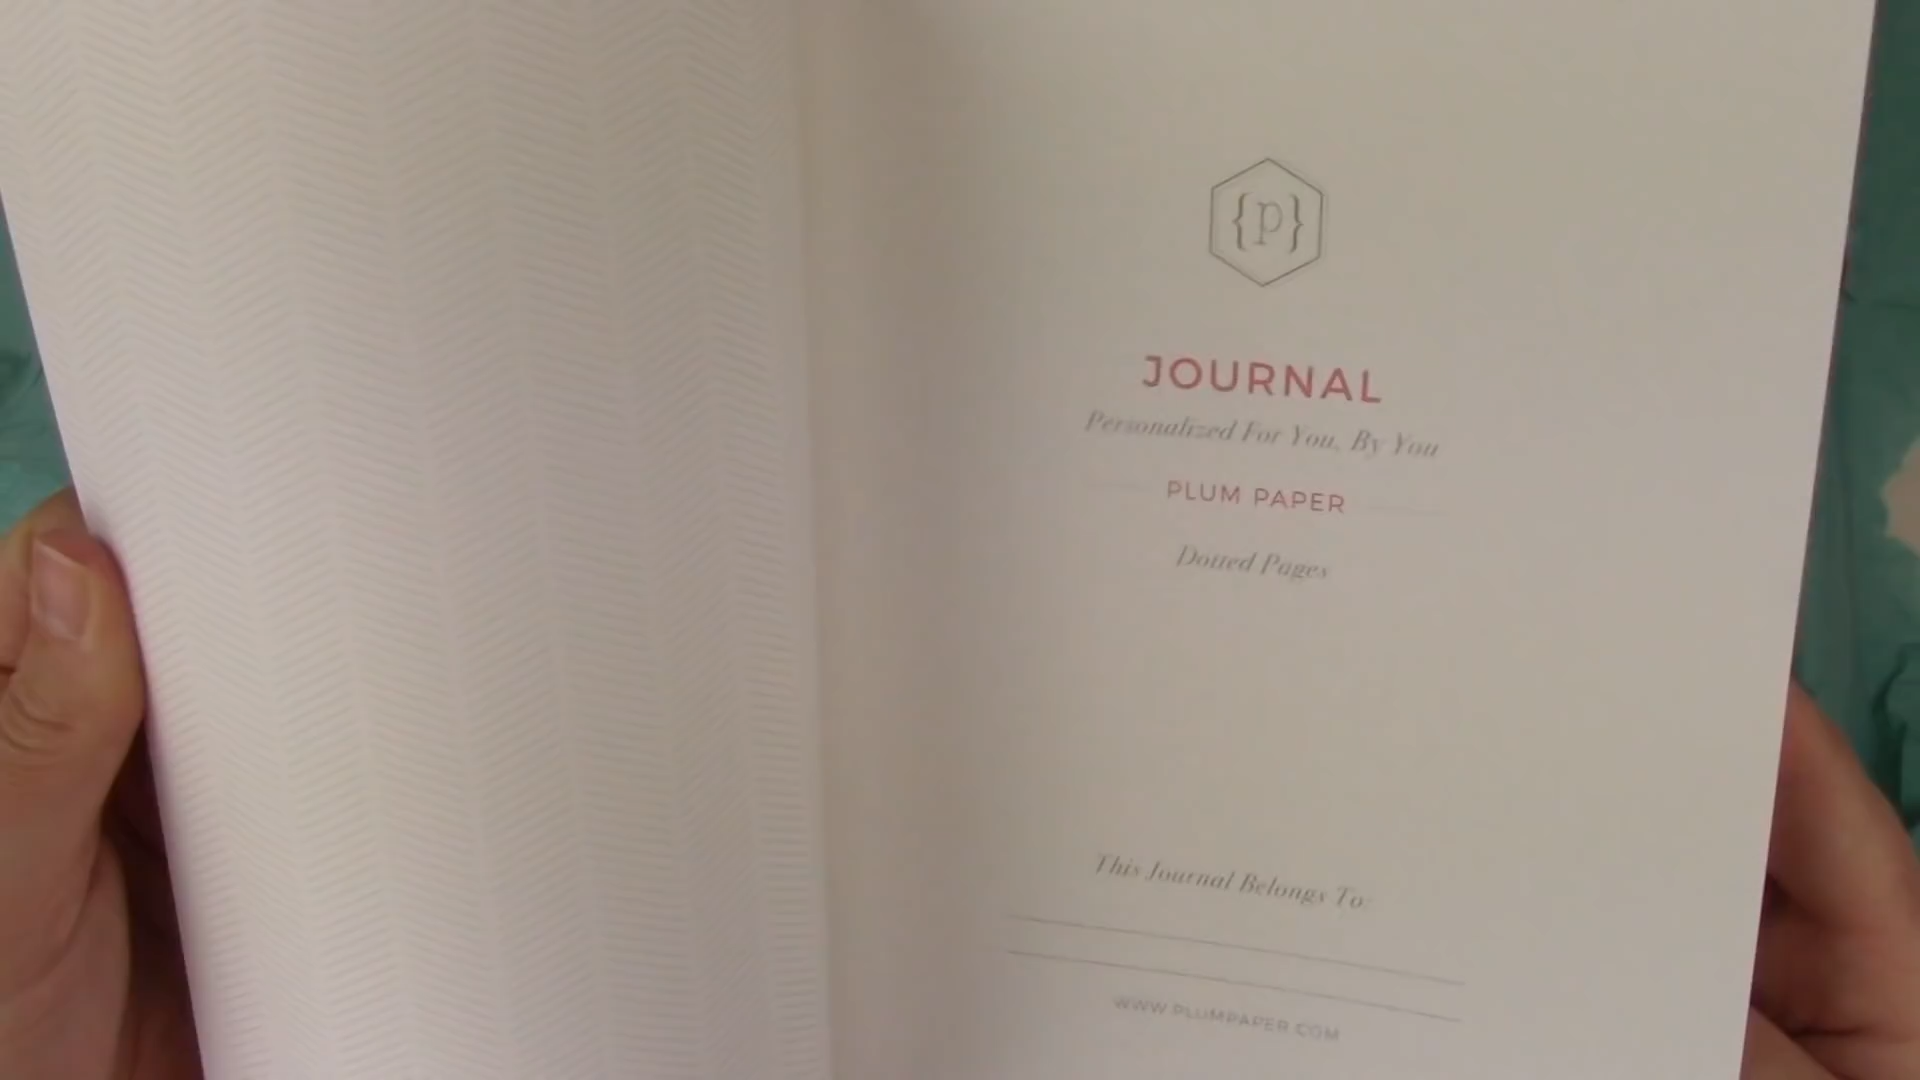 {p}
JOURNAL
Personalized For You, By You
PLUM PAPER
Dotted Pages
This Journal Belongs To:
WWW.PLUMPAPER.COM